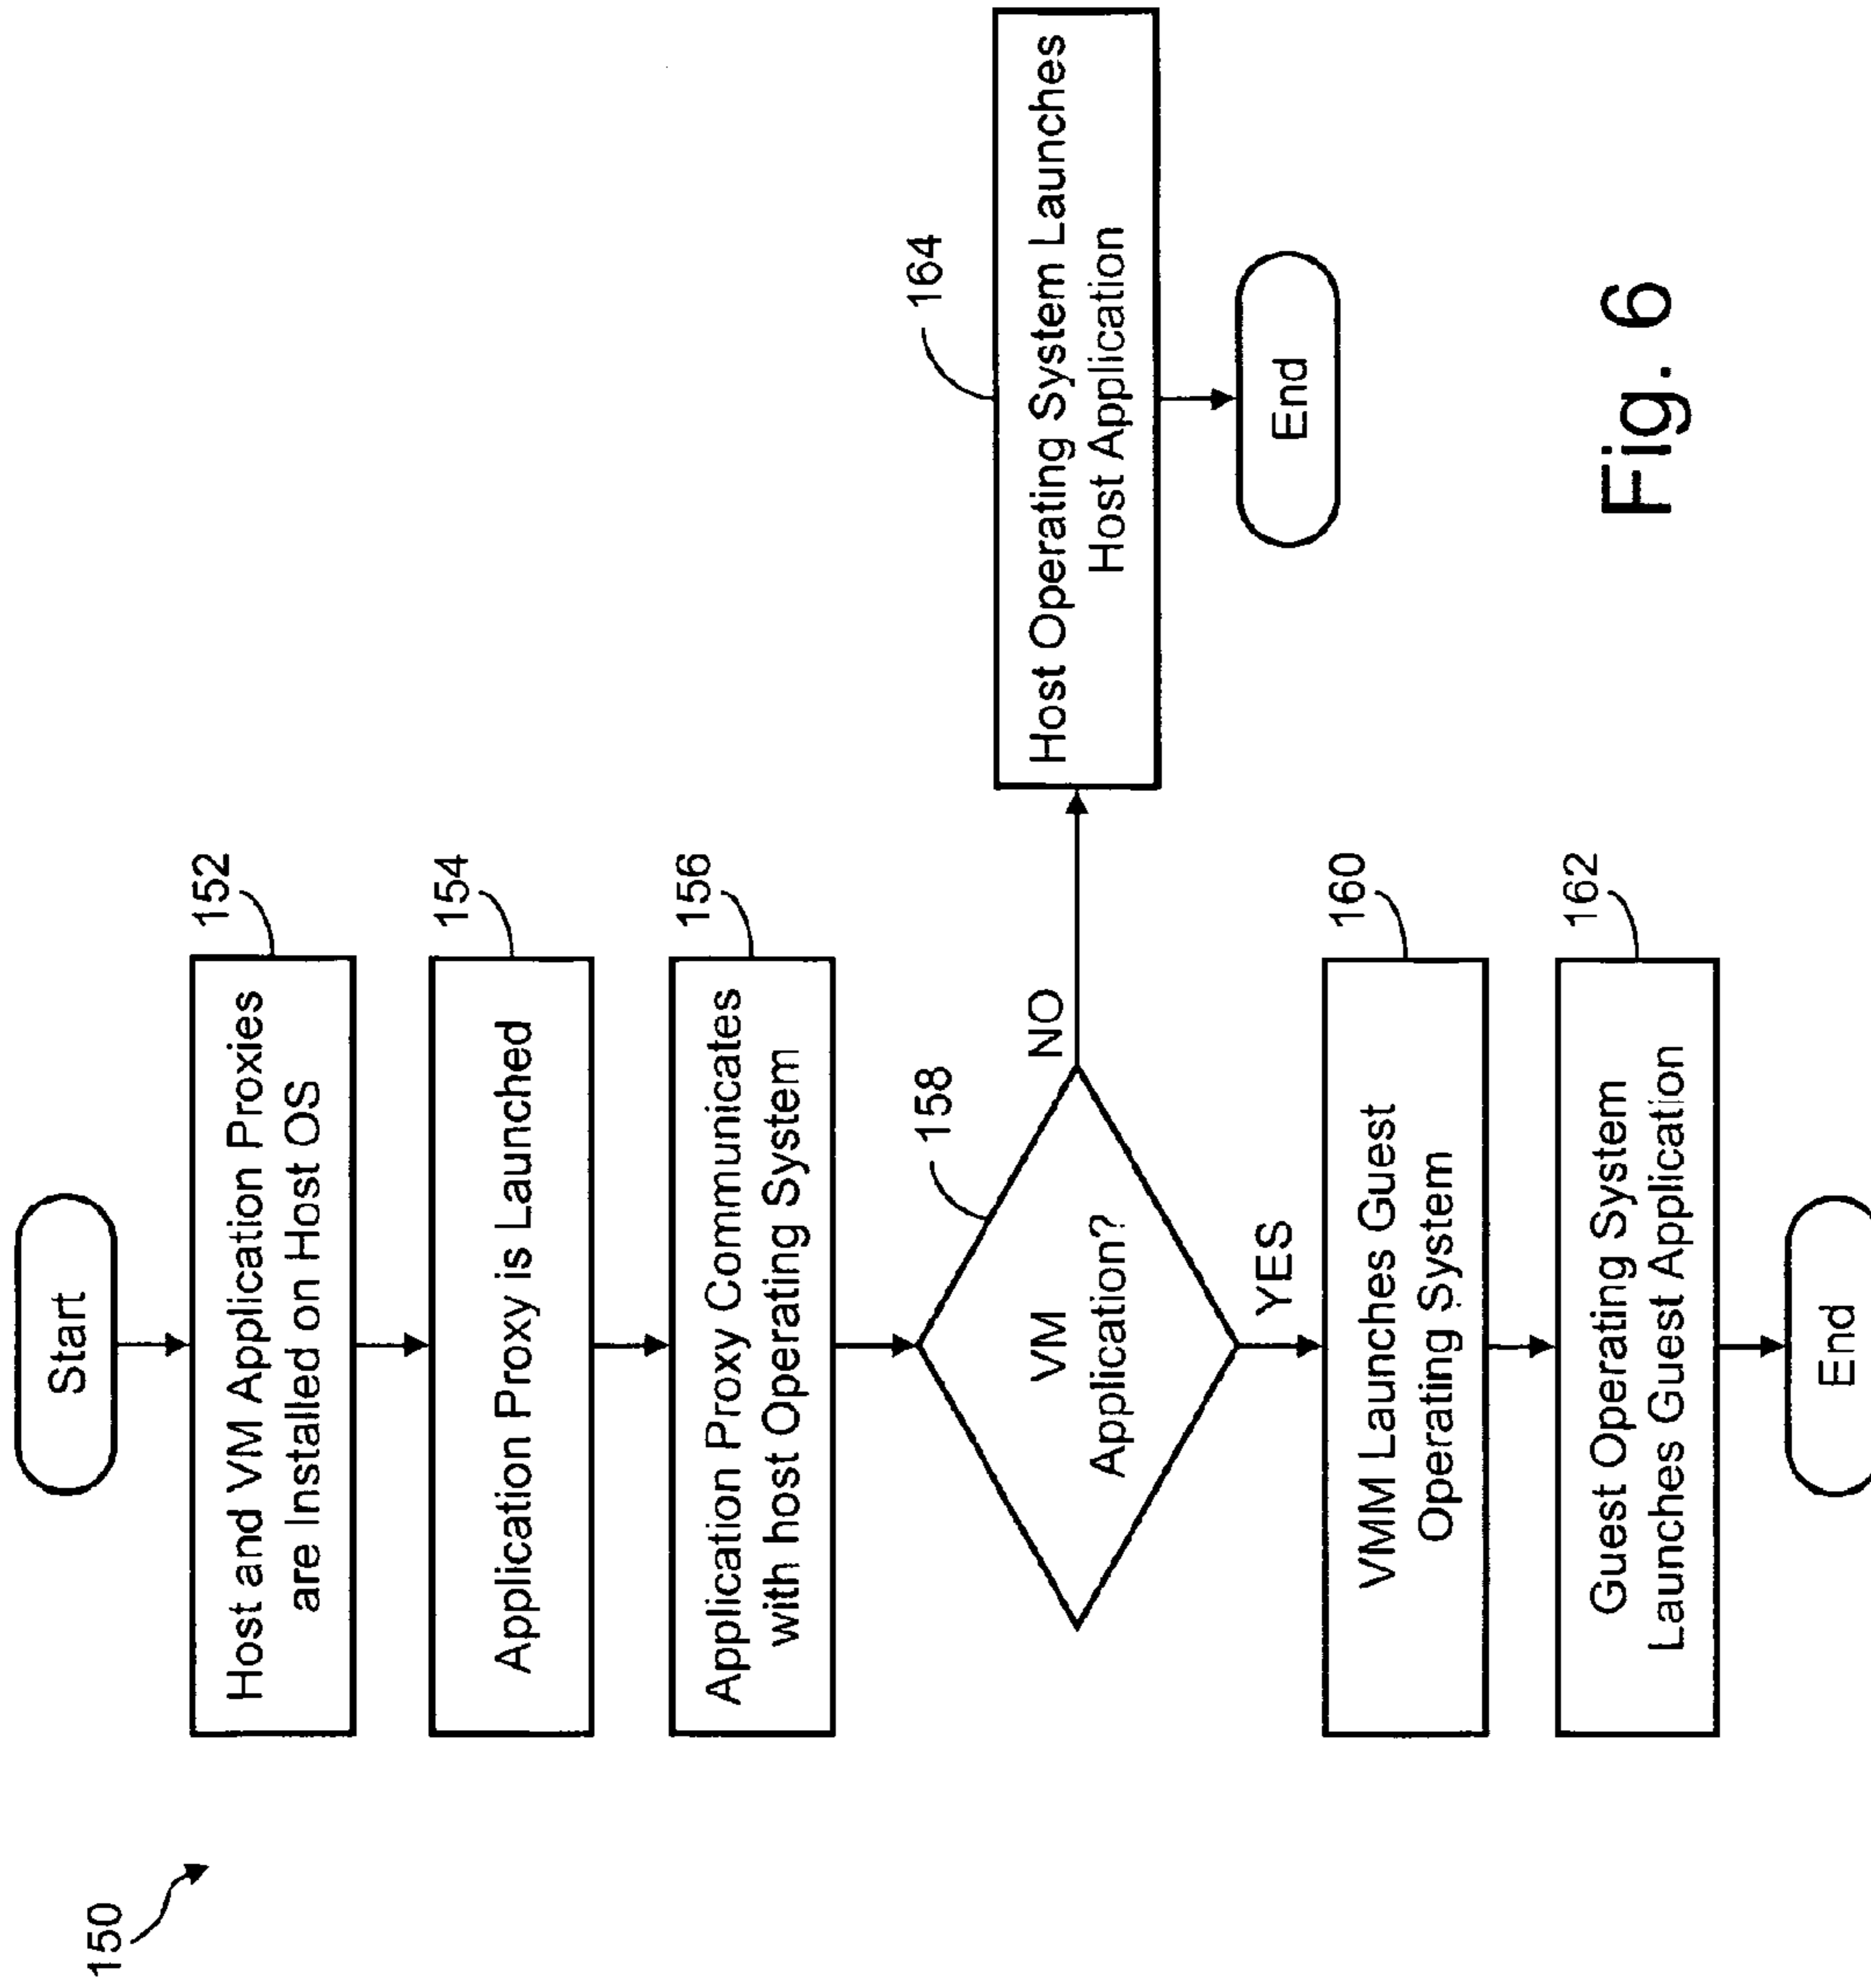 150
Start
152
Host and VM Application Proxies
are Installed on Host OS
154
Application Proxy is Launched
156
Application Proxy Communicates
with host Operating System
158
VM
Application?
NO
YES
164
Host Operating System Launches
Host Application
End
160
VMM Launches Guest
Operating System
162
Guest Operating System
Launches Guest Application
End
Fig. 6